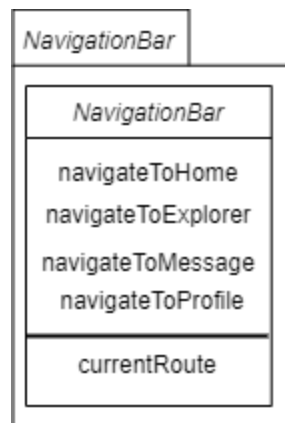 NavigationBar
NavigationBar
navigateToHome
navigateToExplorer
navigateToMessage
navigateToProfile
currentRoute